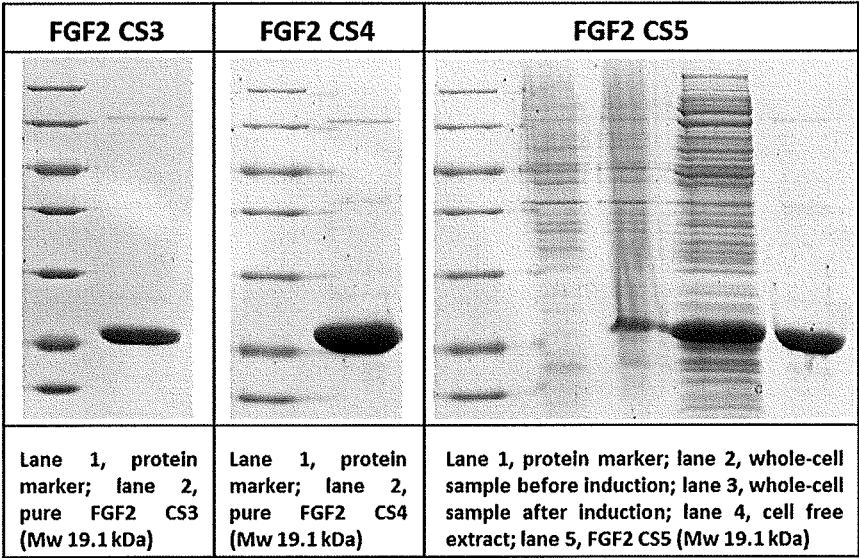 FGF2 CS3
FGF2 CS4
FGF2 CS5
Lane 1, protein
marker; lane 2,
pure FGF2 CS3
(Mw 19.1 kDa)
Lane 1, protein
marker; lane 2,
pure FGF2 CS4
(Mw 19.1 kDa)
Lane 1, protein marker; lane 2, whole-cell
sample before induction; lane 3, whole-cell
sample after induction; lane 4, cell free
extract; lane 5, FGF2 CS5 (Mw 19.1 kDa)